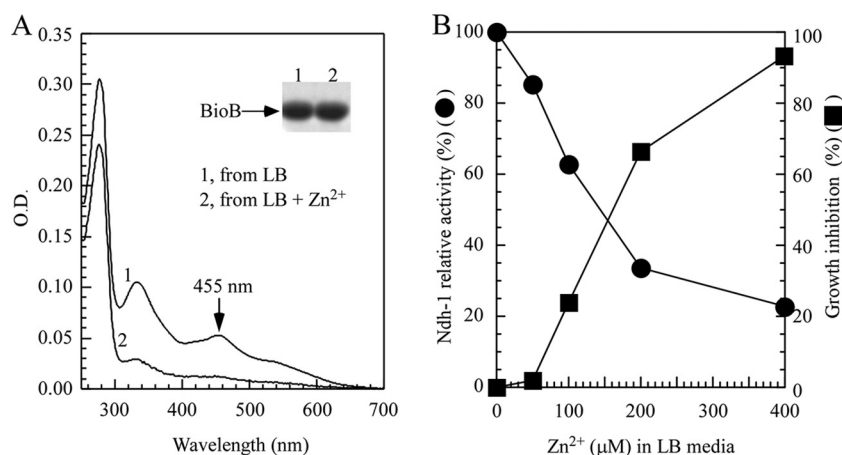 A
0.35
0.30
0.25
0.20
0.15
0.10
0.05
0.00
O.D.
300 400 500 600 700
Wavelength (nm)
1 2
BioB
1, from LB
2, from LB + Zn²⁺
1
455 nm
2
B
100
80
60
40
20
0
Ndh-1 relative activity (%) (●)
0 100 200 300 400
Zn²⁺ (μM) in LB media
100
80
60
40
20
0
Growth inhibition (%) (■)